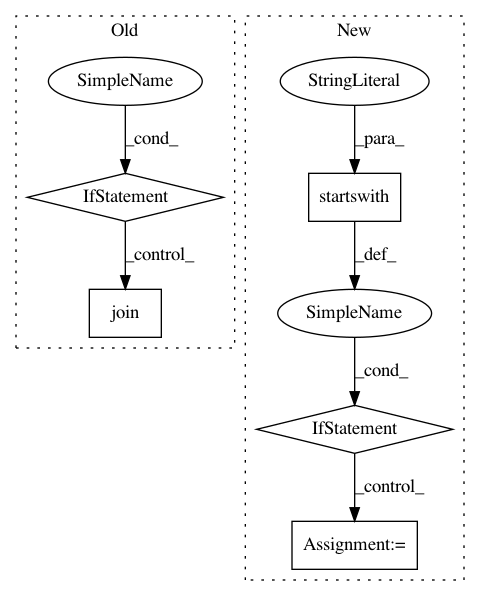 Old
SimpleName
_cond_
IfStatement
_control_
join
New
StringLiteral
_para_
startswith
_def_
SimpleName
_cond_
IfStatement
_control_
Assignment:=